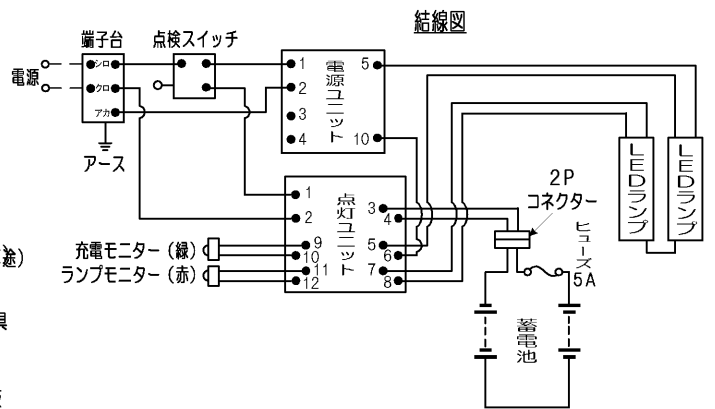 結線図
端子台
点検スイッチ
電源
シロ
クロ
アカ
アース
1
2
3
4
5
10
電源ユニット
1
2
3
4
5
6
7
8
9
10
11
12
点灯ユニット
充電モニター（緑）
ランプモニター（赤）
2P
コネクター
ヒューズ
5A
蓄電池
LEDランプ
LEDランプ
途）
具